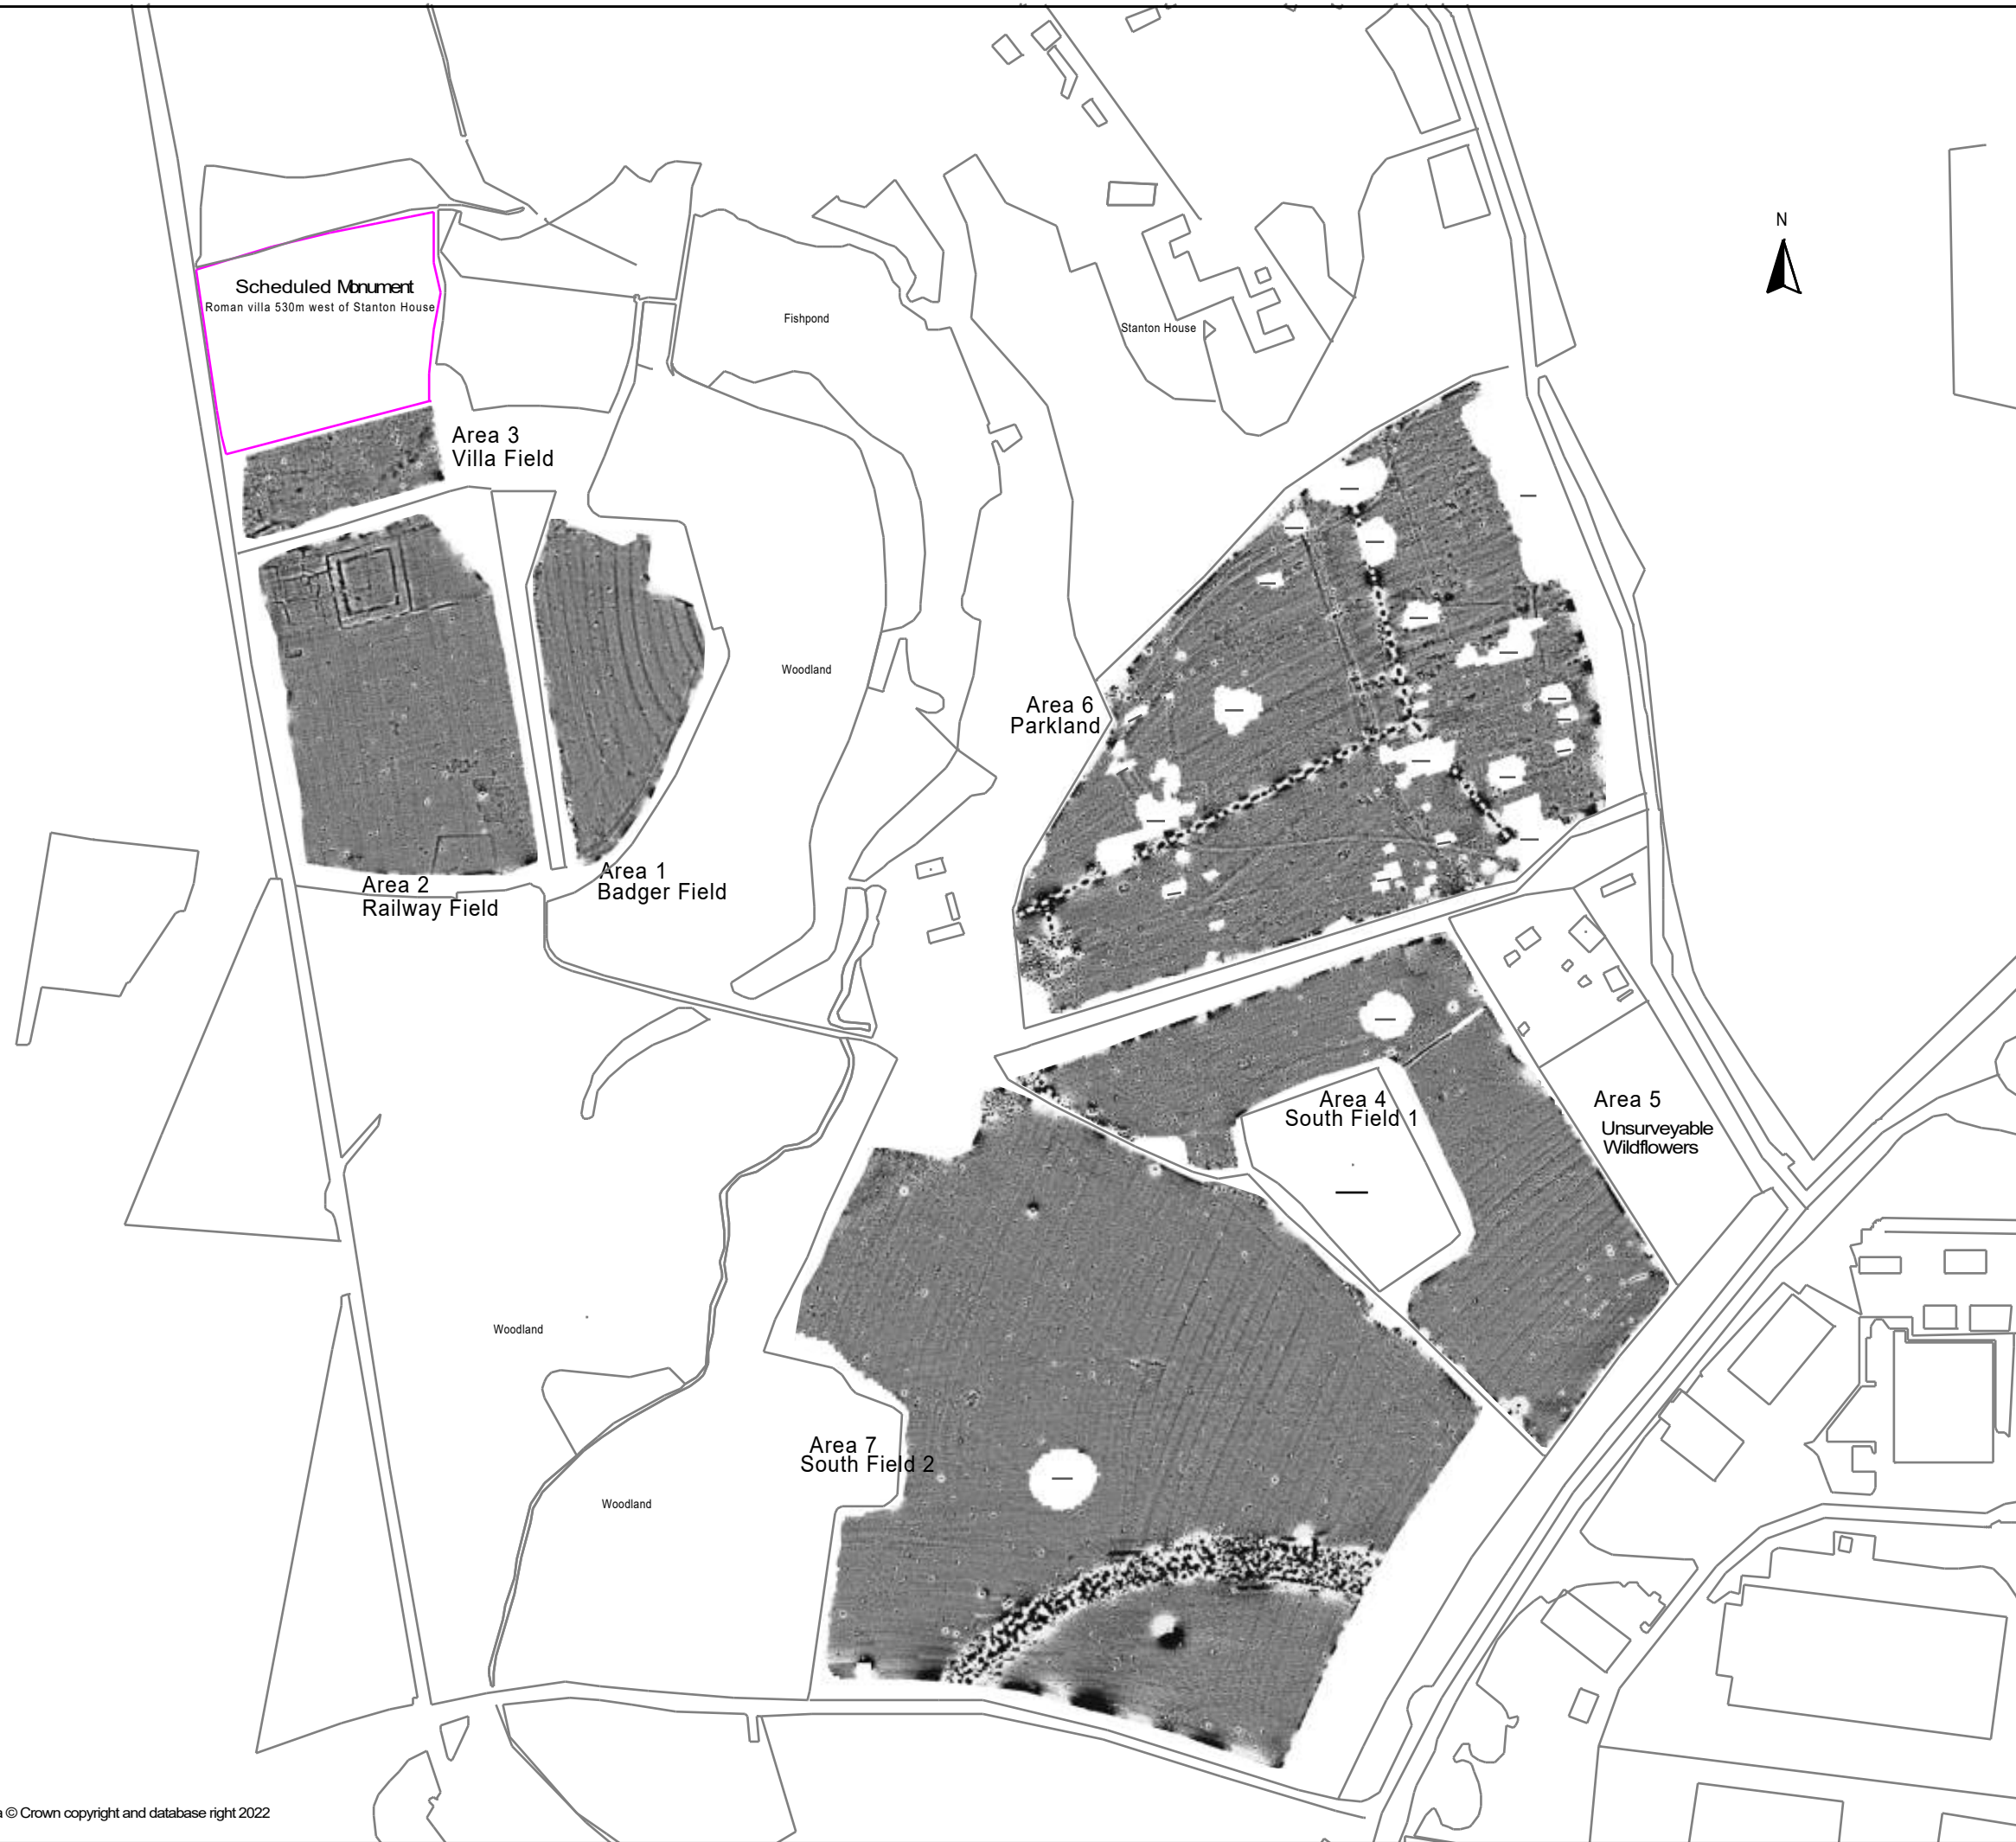 N
Scheduled Monument
Roman villa 530m west of Stanton House
Fishpond
Stanton House
Area 3
Villa Field
Woodland
Area 6
Parkland
Area 2
Railway Field
Area 1
Badger Field
Area 4
South Field 1
Area 5
Unsurveyable
Wildflowers
Woodland
Area 7
South Field 2
Woodland
© Crown copyright and database right 2022